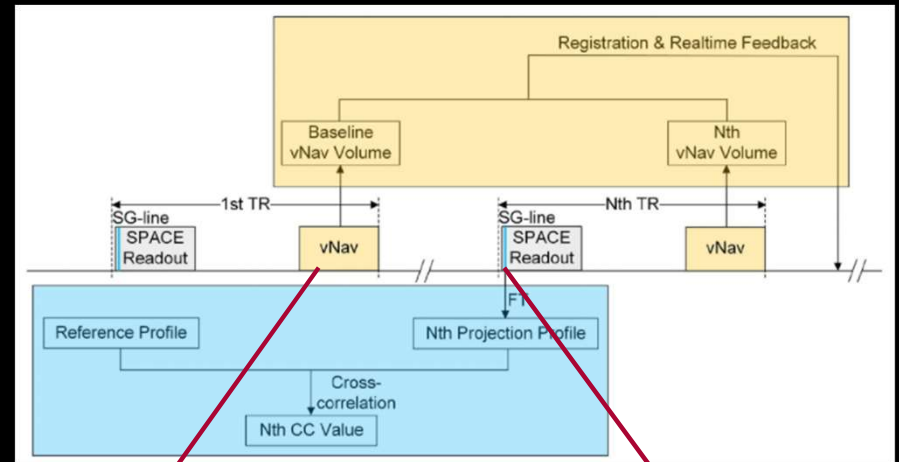 Registration & Realtime Feedback
Baseline
vNav Volume
Nth
vNav Volume
1st TR
Nth TR
SG-line
SPACE
Readout
vNav
SG-line
SPACE
Readout
vNav
FT
Reference Profile
Nth Projection Profile
Cross-
correlation
Nth CC Value